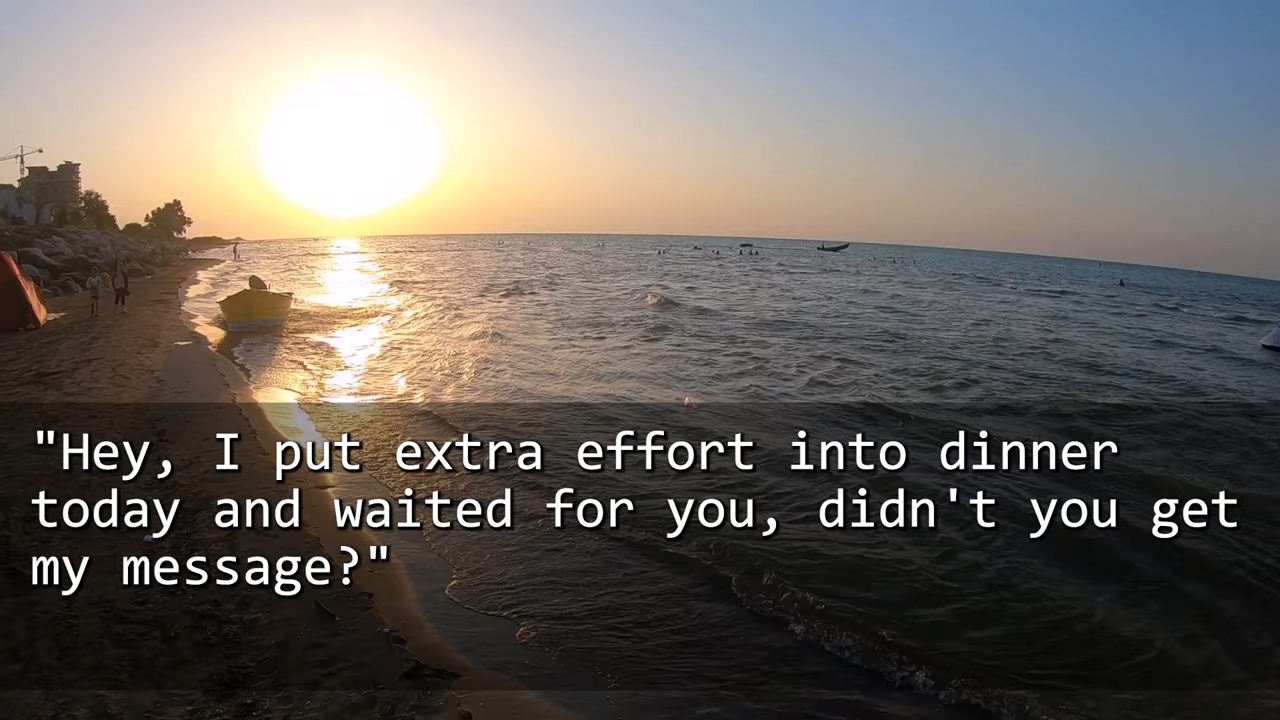 "Hey, I put extra effort into dinner
today and waited for you, didn't you get
my message?"